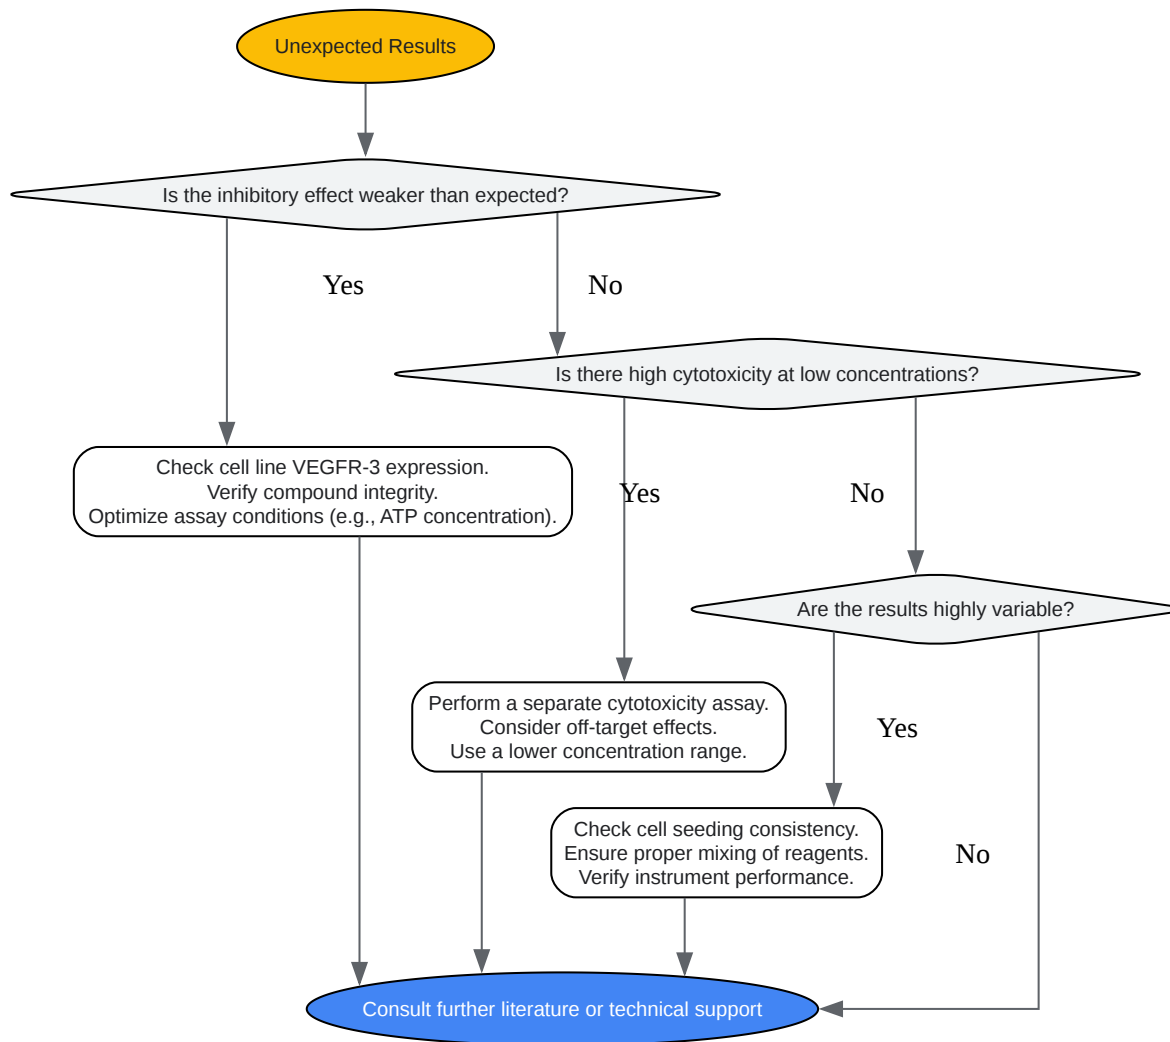 Unexpected Results
Is the inhibitory effect weaker than expected?
Yes
No
Is there high cytotoxicity at low concentrations?
Check cell line VEGFR-3 expression.
Verify compound integrity.
Optimize assay conditions (e.g., ATP concentration).
Yes
No
Are the results highly variable?
Perform a separate cytotoxicity assay.
Consider off-target effects.
Use a lower concentration range.
Yes
Check cell seeding consistency.
Ensure proper mixing of reagents.
Verify instrument performance.
No
Consult further literature or technical support